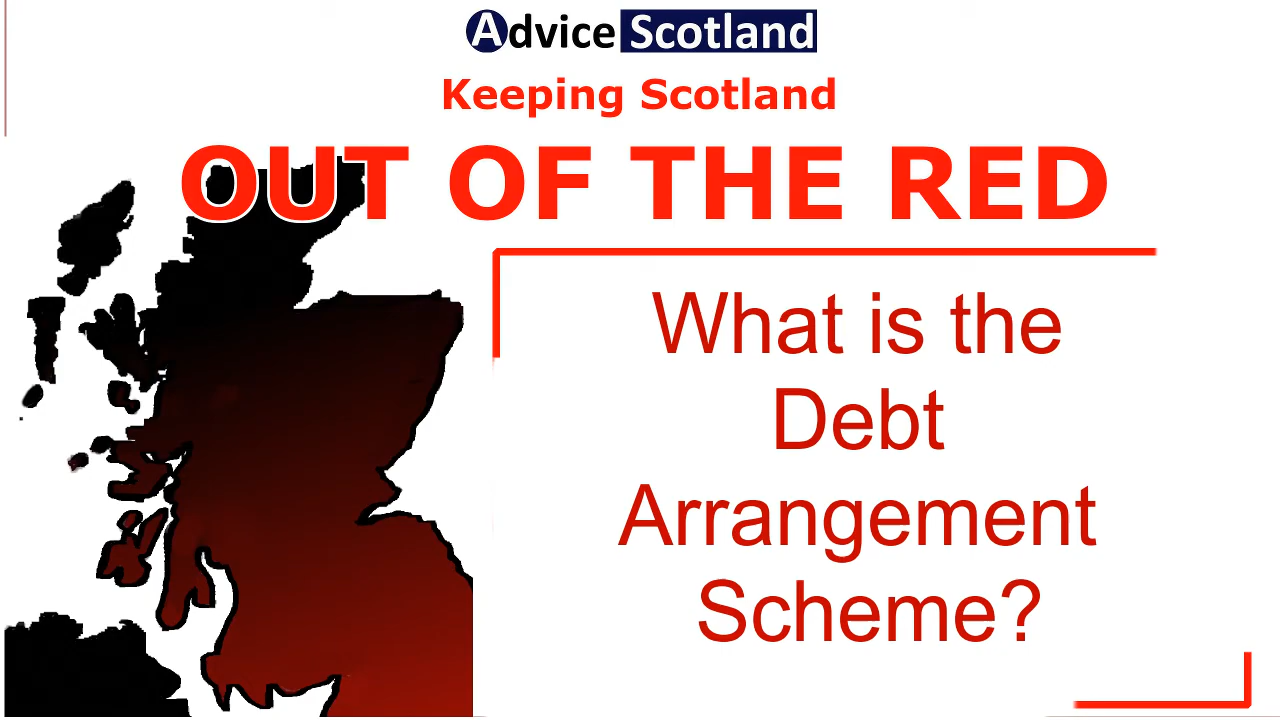 Advice Scotland
Keeping Scotland
OUT OF THE RED
What is the
Debt
Arrangement
Scheme?